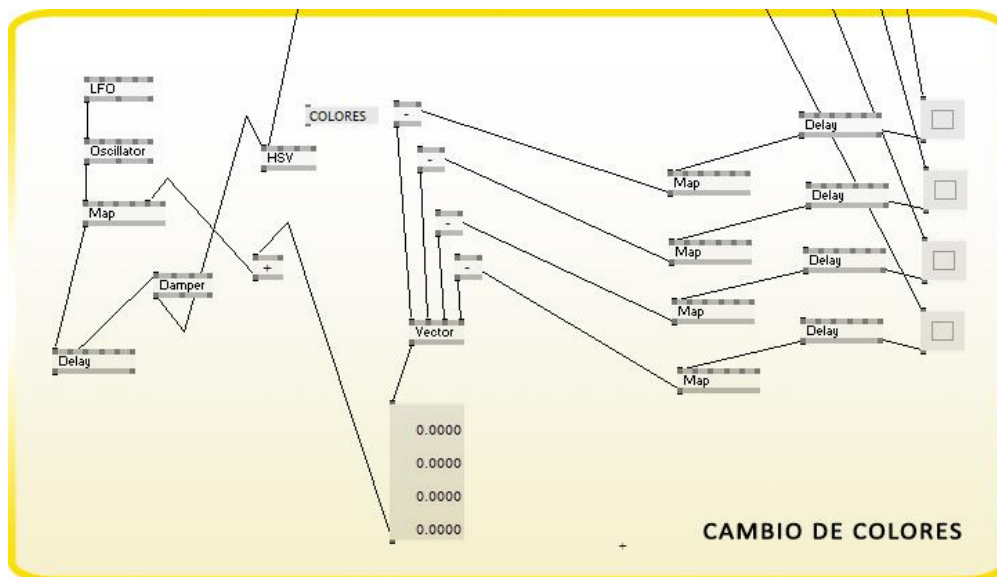 LFO
COLORES
-
Delay
Oscillator
HSV
-
Map
Delay
Map
-
Map
Delay
+
-
Damper
Map
Delay
Vector
Delay
Map
0.0000
0.0000
0.0000
0.0000
CAMBIO DE COLORES